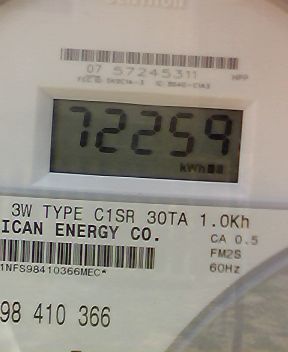 07 57245311
72259
kWh
3W TYPE C1SR 30TA 1.0Kh
ICAN ENERGY CO.
CA 0.5
FM2S
60Hz
1NFS98410366MEC*
98 410 366